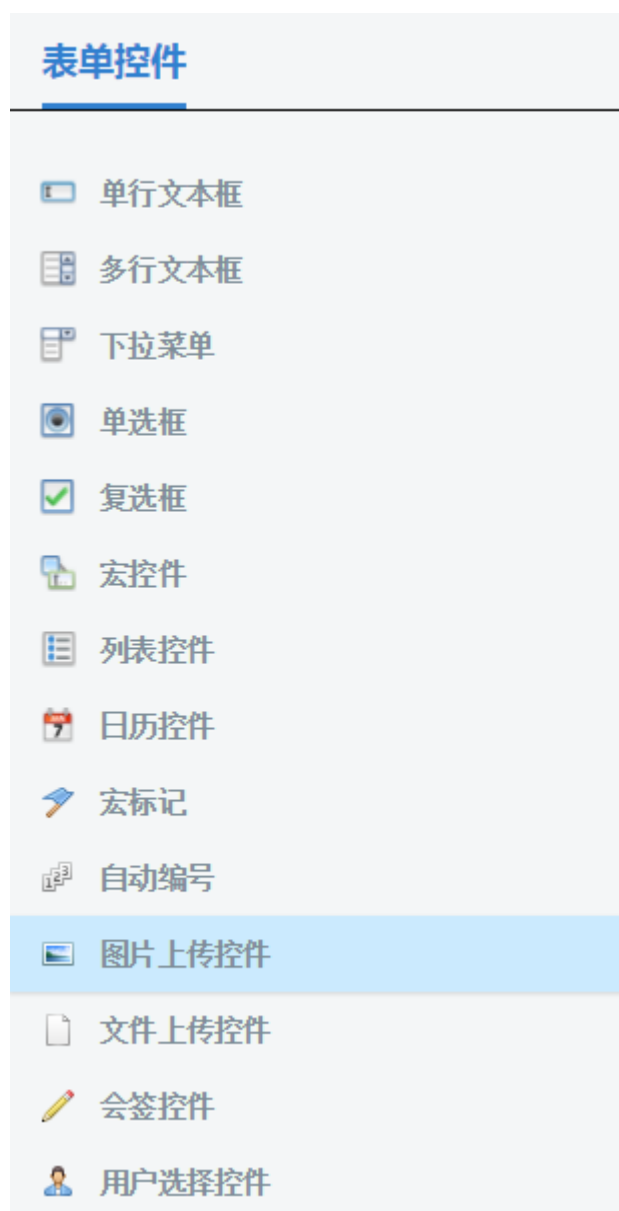 表单控件
单行文本框
多行文本框
下拉菜单
单选框
复选框
宏控件
列表控件
日历控件
宏标记
自动编号
图片上传控件
文件上传控件
会签控件
用户选择控件